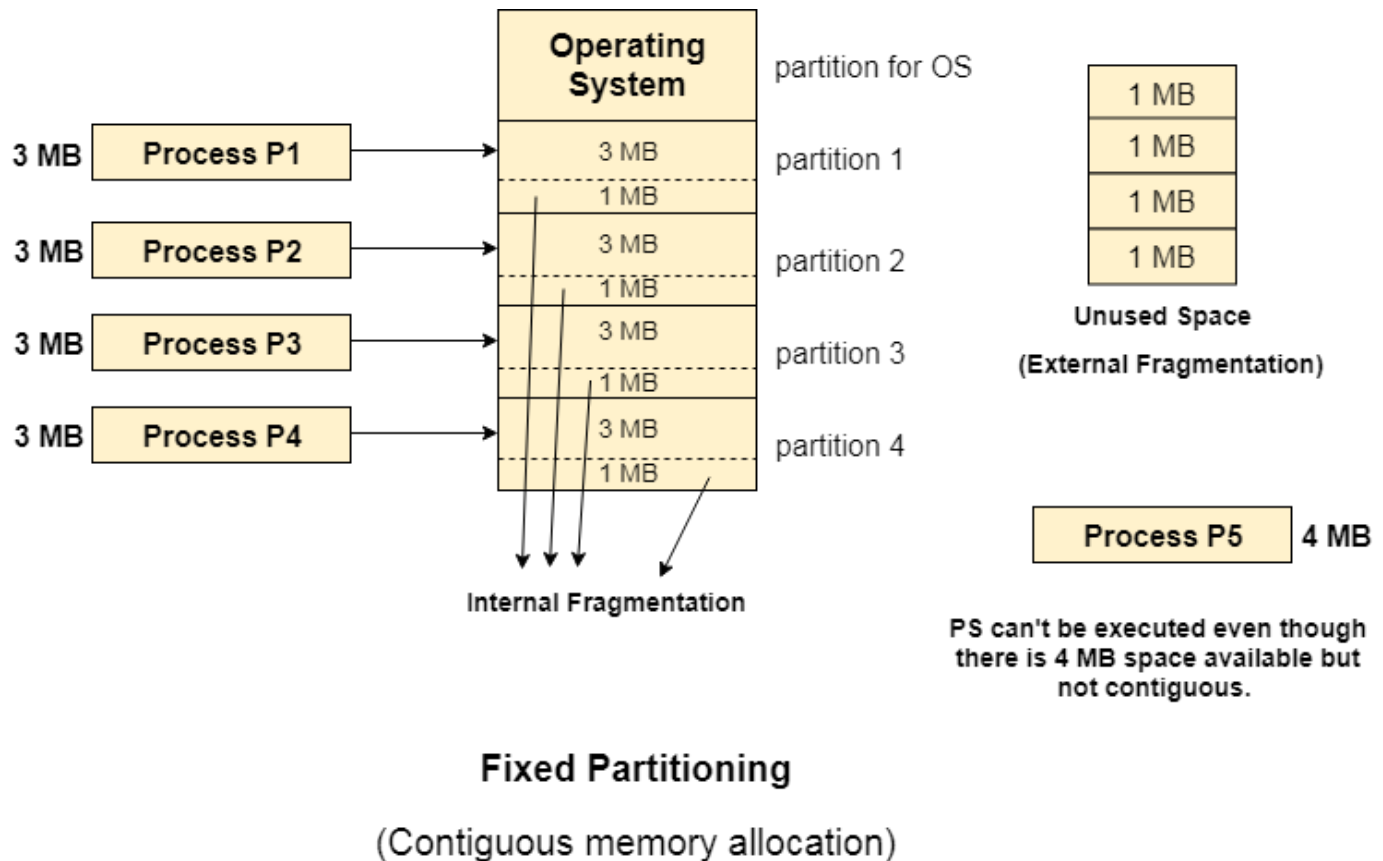 Operating
System
partition for OS
3 MB Process P1
3 MB
1 MB
partition 1
3 MB Process P2
3 MB
1 MB
partition 2
3 MB Process P3
3 MB
1 MB
partition 3
3 MB Process P4
3 MB
1 MB
partition 4
Internal Fragmentation
1 MB
1 MB
1 MB
1 MB
Unused Space
(External Fragmentation)
Process P5 4 MB
PS can't be executed even though
there is 4 MB space available but
not contiguous.
Fixed Partitioning
(Contiguous memory allocation)